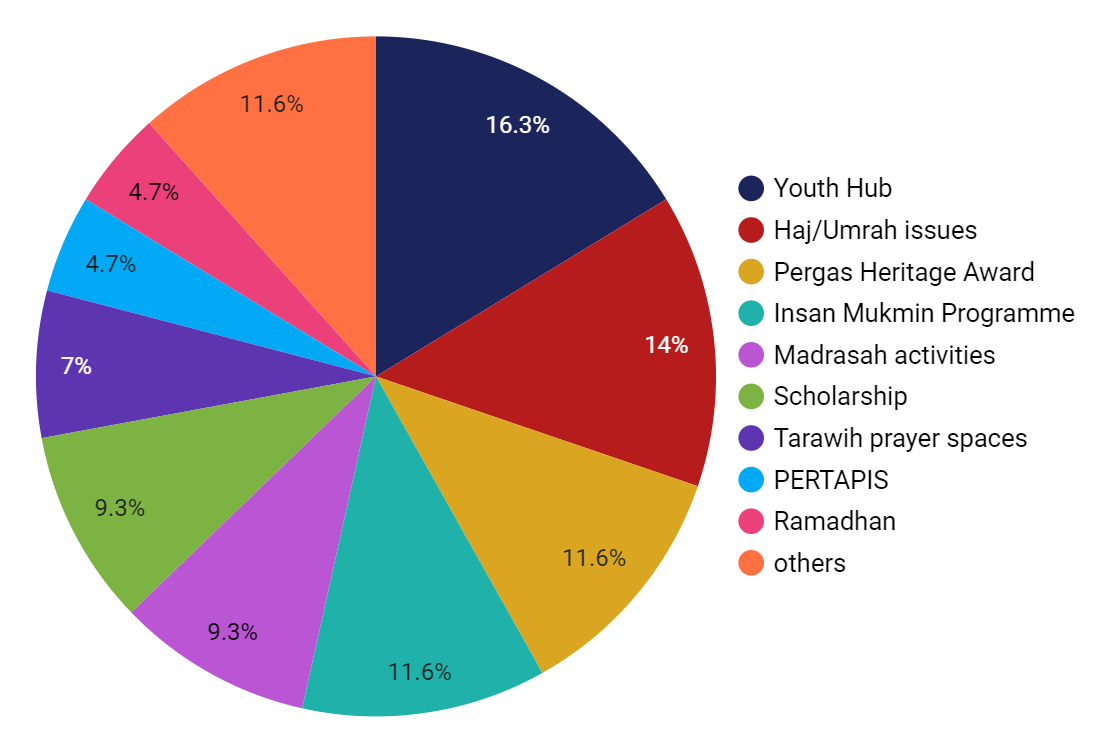 11.6%
16.3%
4.7%
4.7%
14%
7%
9.3%
11.6%
9.3%
11.6%
Youth Hub
Haj/Umrah issues
Pergas Heritage Award
Insan Mukmin Programme
Madrasah activities
Scholarship
Tarawih prayer spaces
PERTAPIS
Ramadhan
others